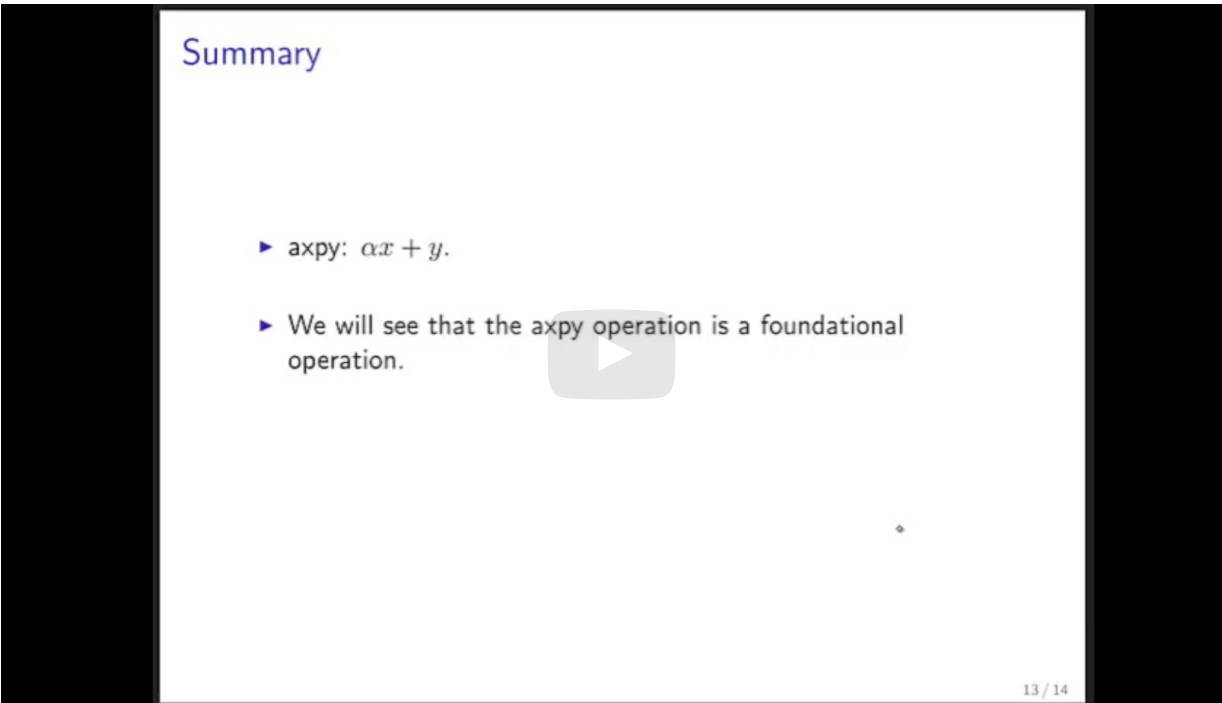 Summary
▶ axpy: αx + y.
▶ We will see that the axpy operation is a foundational
operation.
13 / 14